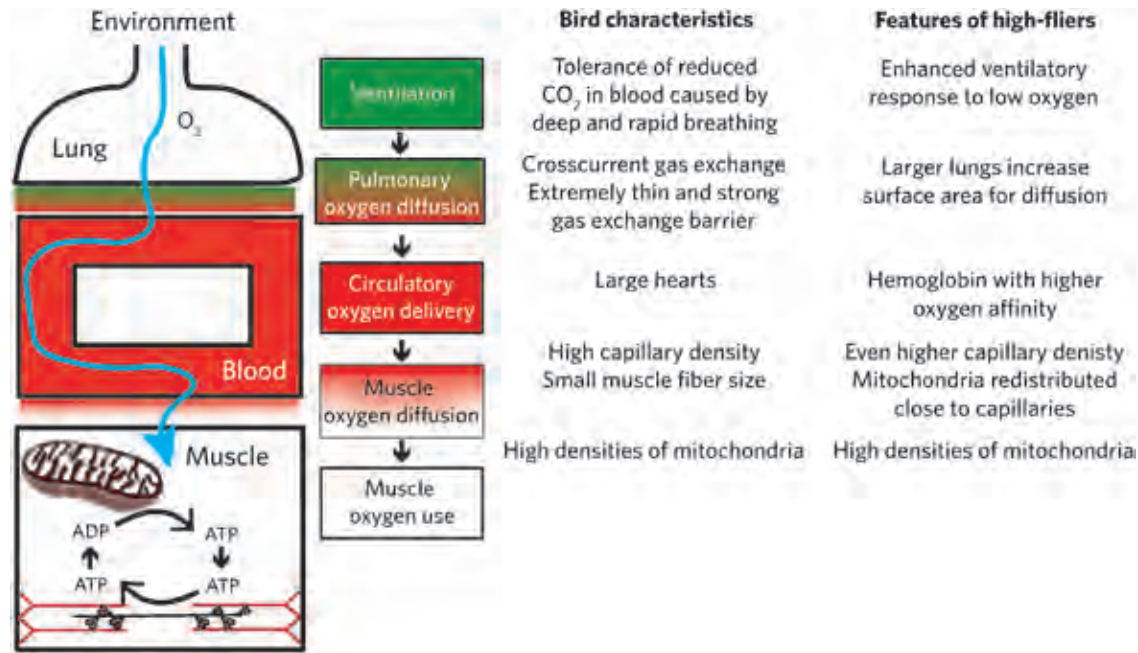 Environment
O2
Lung
Blood
Muscle
ADP
ATP
ATP
ATP
Ventilation
Pulmonary
oxygen diffusion
Circulatory
oxygen delivery
Muscle
oxygen diffusion
Muscle
oxygen use
Bird characteristics
Tolerance of reduced
CO2 in blood caused by
deep and rapid breathing
Crosscurrent gas exchange
Extremely thin and strong
gas exchange barrier
Large hearts
High capillary density
Small muscle fiber size
High densities of mitochondria
Features of high-fliers
Enhanced ventilatory
response to low oxygen
Larger lungs increase
surface area for diffusion
Hemoglobin with higher
oxygen affinity
Even higher capillary denisty
Mitochondria redistributed
close to capillaries
High densities of mitochondria